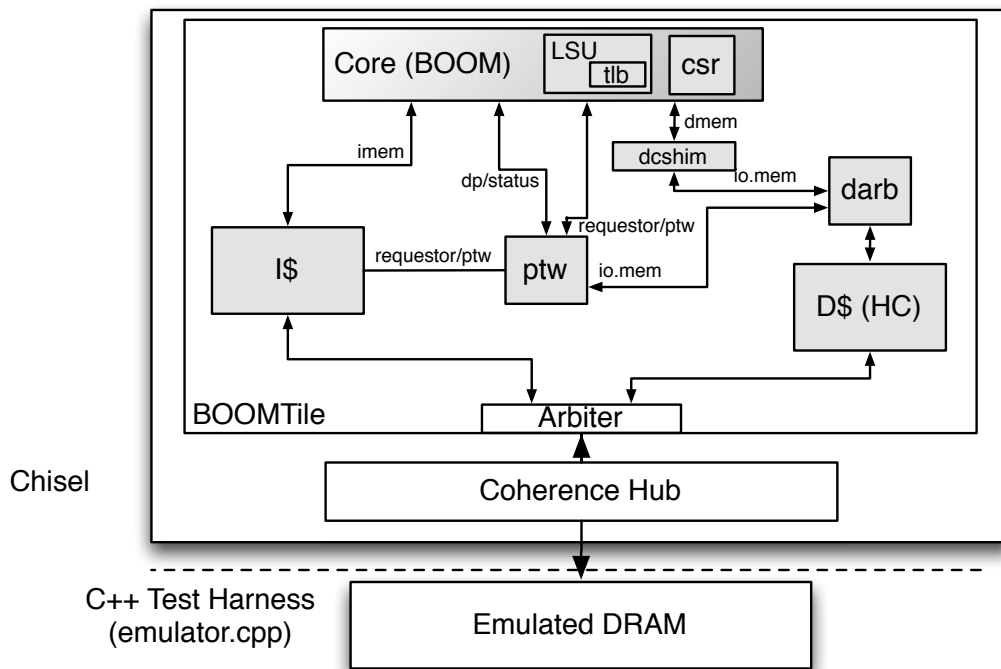 Core (BOOM)
LSU
tlb
csr
imem
dmem
dcshim
dp/status
io.mem
darb
requestor/ptw
requestor/ptw
I$
ptw
io.mem
D$ (HC)
BOOMTile
Arbiter
Chisel
Coherence Hub
C++ Test Harness
(emulator.cpp)
Emulated DRAM